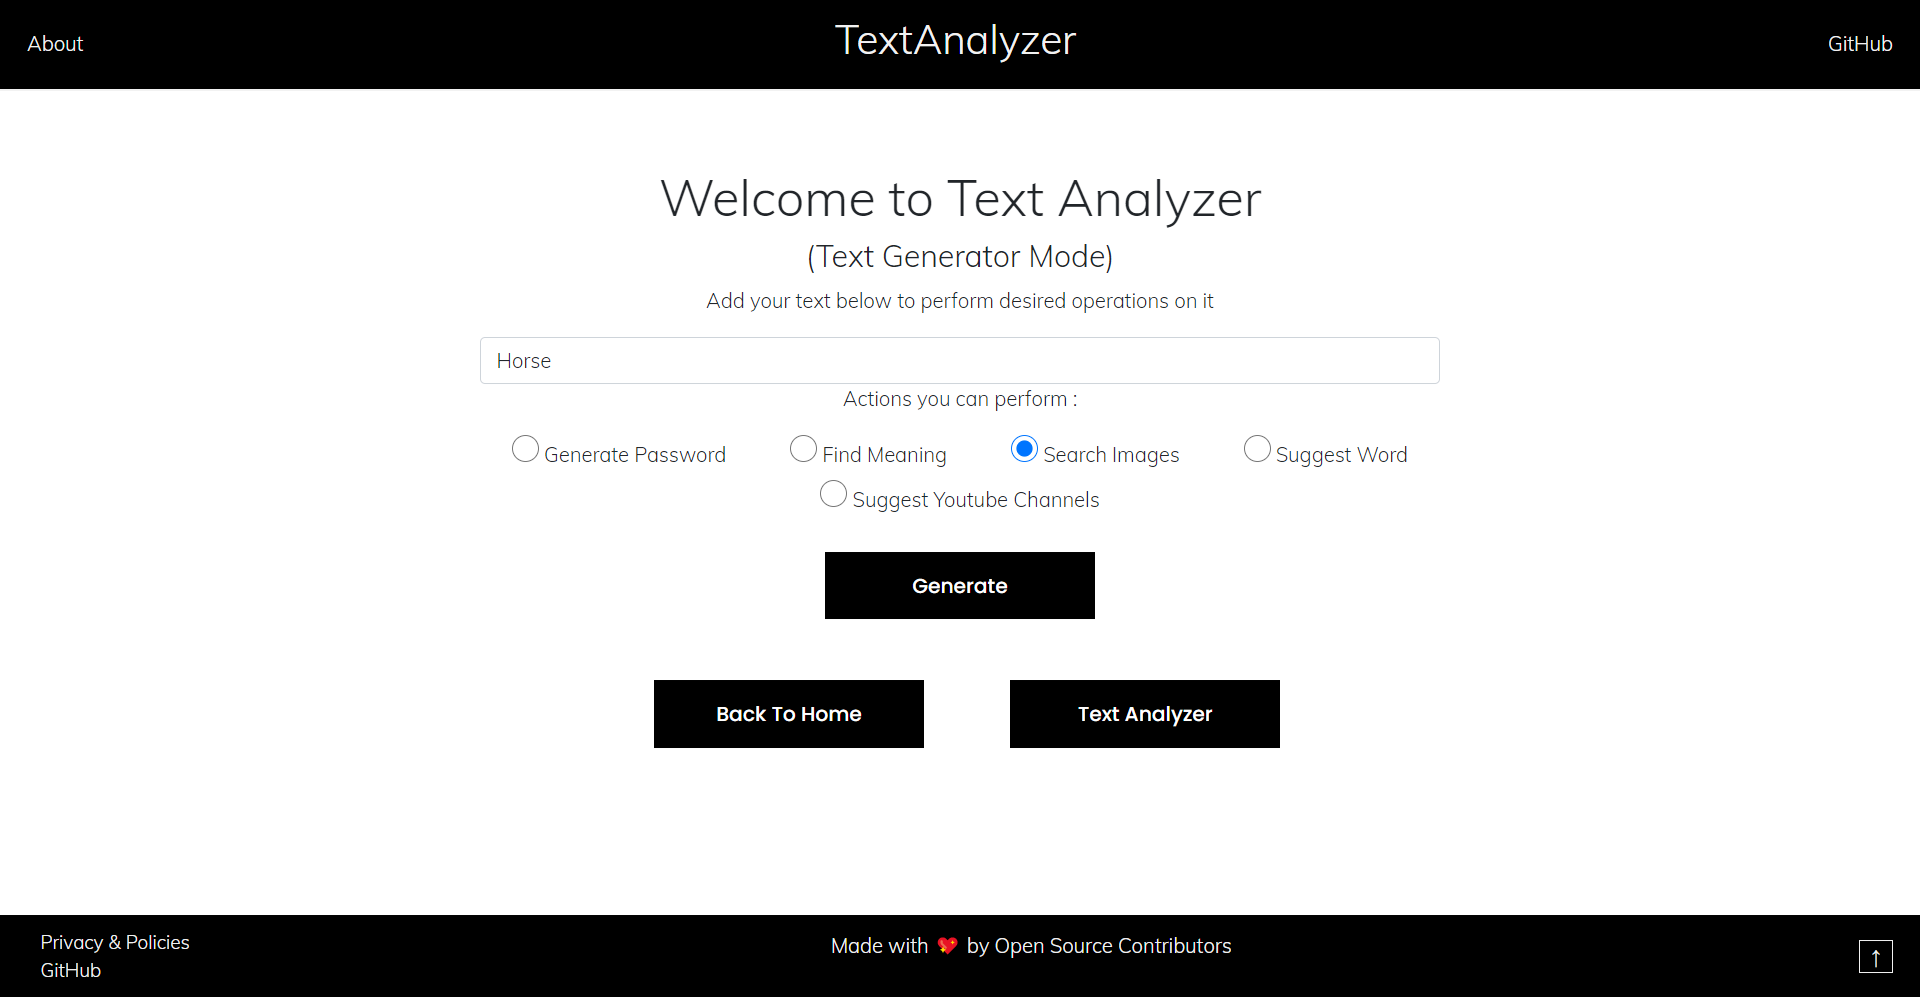 About
TextAnalyzer
GitHub
Welcome to Text Analyzer
(Text Generator Mode)
Add your text below to perform desired operations on it
Horse
Actions you can perform :
Generate Password
Find Meaning
Search Images
Suggest Word
Suggest Youtube Channels
Generate
Back To Home
Text Analyzer
Privacy & Policies
GitHub
Made with 💖 by Open Source Contributors
↑